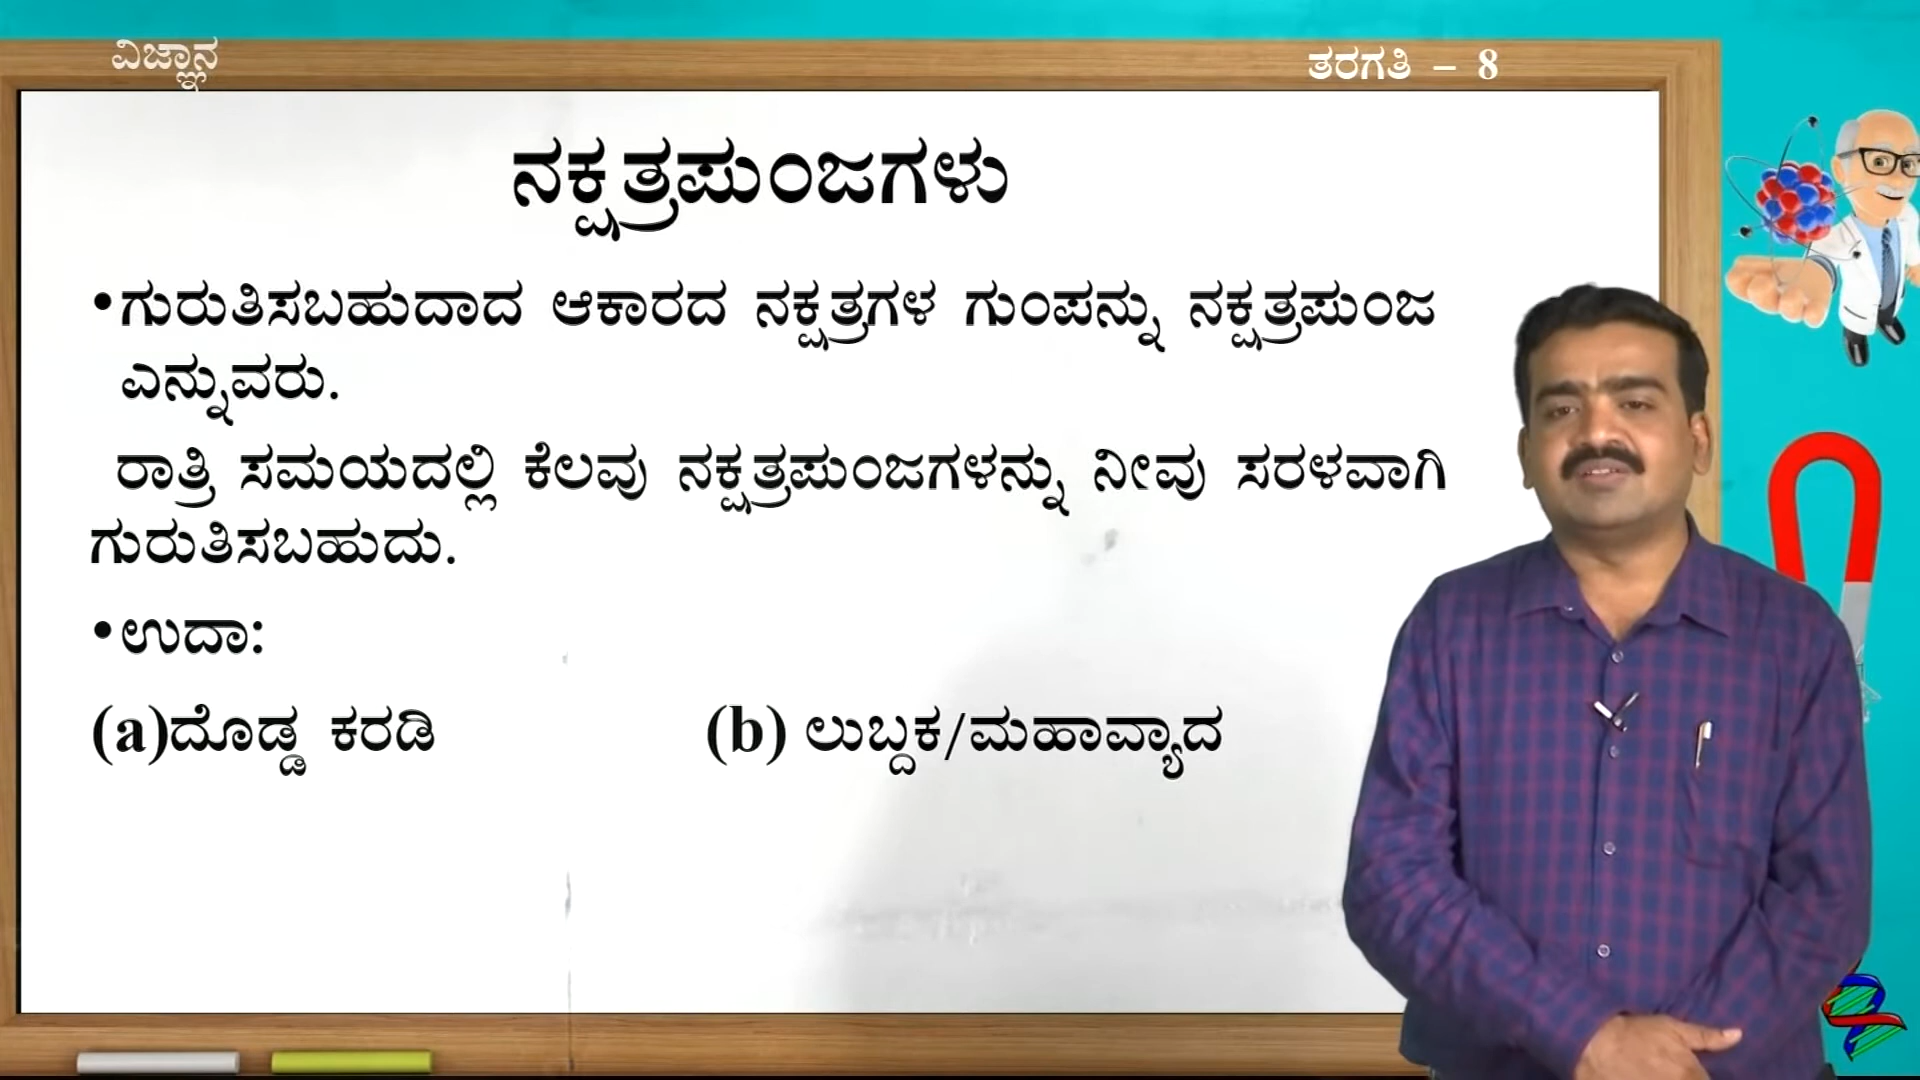 ವಿಜ್ಞಾನ
ತರಗತಿ – 8
ನಕ್ಷತ್ರಪುಂಜಗಳು
•ಗುರುತಿಸಬಹುದಾದ ಆಕಾರದ ನಕ್ಷತ್ರಗಳ ಗುಂಪನ್ನು ನಕ್ಷತ್ರಪುಂಜ
ಎನ್ನುವರು.
ರಾತ್ರಿ ಸಮಯದಲ್ಲಿ ಕೆಲವು ನಕ್ಷತ್ರಪುಂಜಗಳನ್ನು ನೀವು ಸರಳವಾಗಿ
ಗುರುತಿಸಬಹುದು.
•ಉದಾ:
(a)ದೊಡ್ಡ ಕರಡಿ (b) ಲುಬ್ದಕ/ಮಹಾವ್ಯಾದ